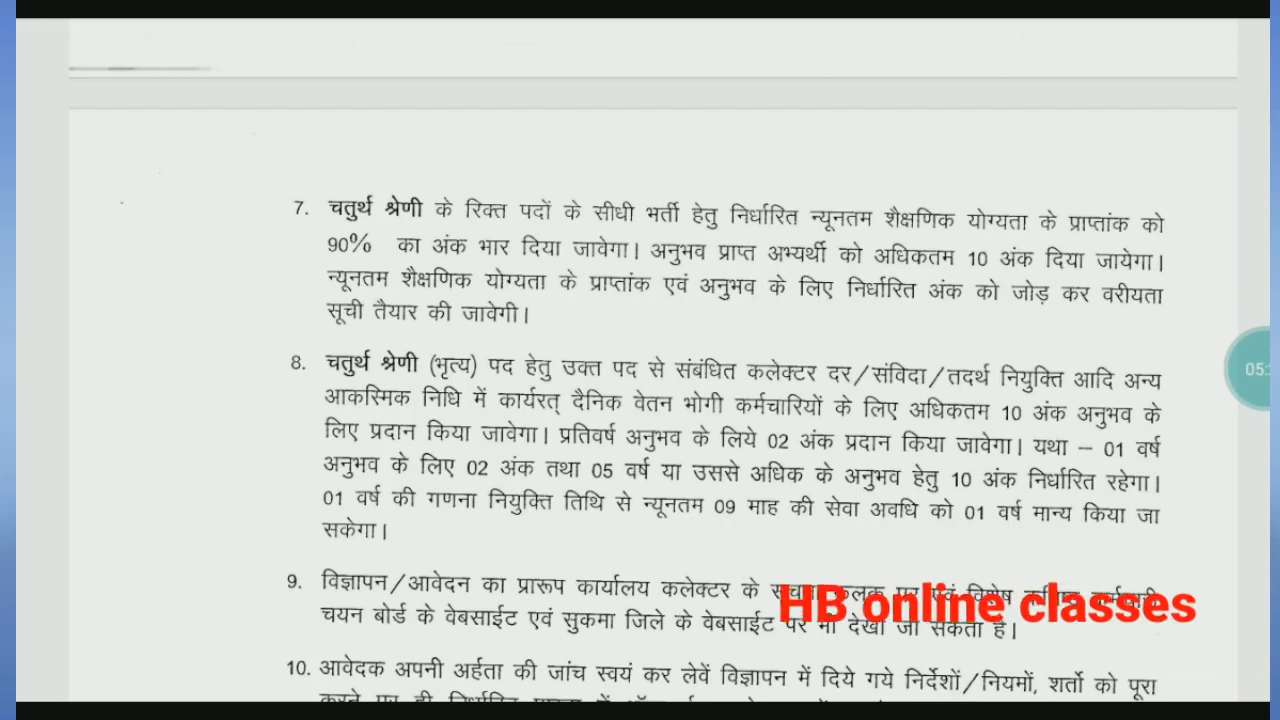 7. चतुर्थ श्रेणी के रिक्त पदों के सीधी भर्ती हेतु निर्धारित न्यूनतम शैक्षणिक योग्यता के प्राप्तांक को
90% का अंक भार दिया जावेगा। अनुभव प्राप्त अभ्यर्थी को अधिकतम 10 अंक दिया जायेगा।
न्यूनतम शैक्षणिक योग्यता के प्राप्तांक एवं अनुभव के लिए निर्धारित अंक को जोड़ कर वरीयता
सूची तैयार की जावेगी।
8. चतुर्थ श्रेणी (भृत्य) पद हेतु उक्त पद से संबंधित कलेक्टर दर/संविदा/तदर्थ नियुक्ति आदि अन्य
आकस्मिक निधि में कार्यरत् दैनिक वेतन भोगी कर्मचारियों के लिए अधिकतम 10 अंक अनुभव के
लिए प्रदान किया जावेगा। प्रतिवर्ष अनुभव के लिये 02 अंक प्रदान किया जावेगा। यथा – 01 वर्ष
अनुभव के लिए 02 अंक तथा 05 वर्ष या उससे अधिक के अनुभव हेतु 10 अंक निर्धारित रहेगा।
01 वर्ष की गणना नियुक्ति तिथि से न्यूनतम 09 माह की सेवा अवधि को 01 वर्ष मान्य किया जा
सकेगा।
9. विज्ञापन/आवेदन का प्रारूप कार्यालय कलेक्टर के एवं विशेष
चयन बोर्ड के वेबसाईट एवं सुकमा जिले के वेबसाईट पर भी देखा जा सकता है।
HB online classes
10. आवेदक अपनी अर्हता की जांच स्वयं कर लेवें विज्ञापन में दिये गये निर्देशों/नियमों, शर्तो को पूरा
05: